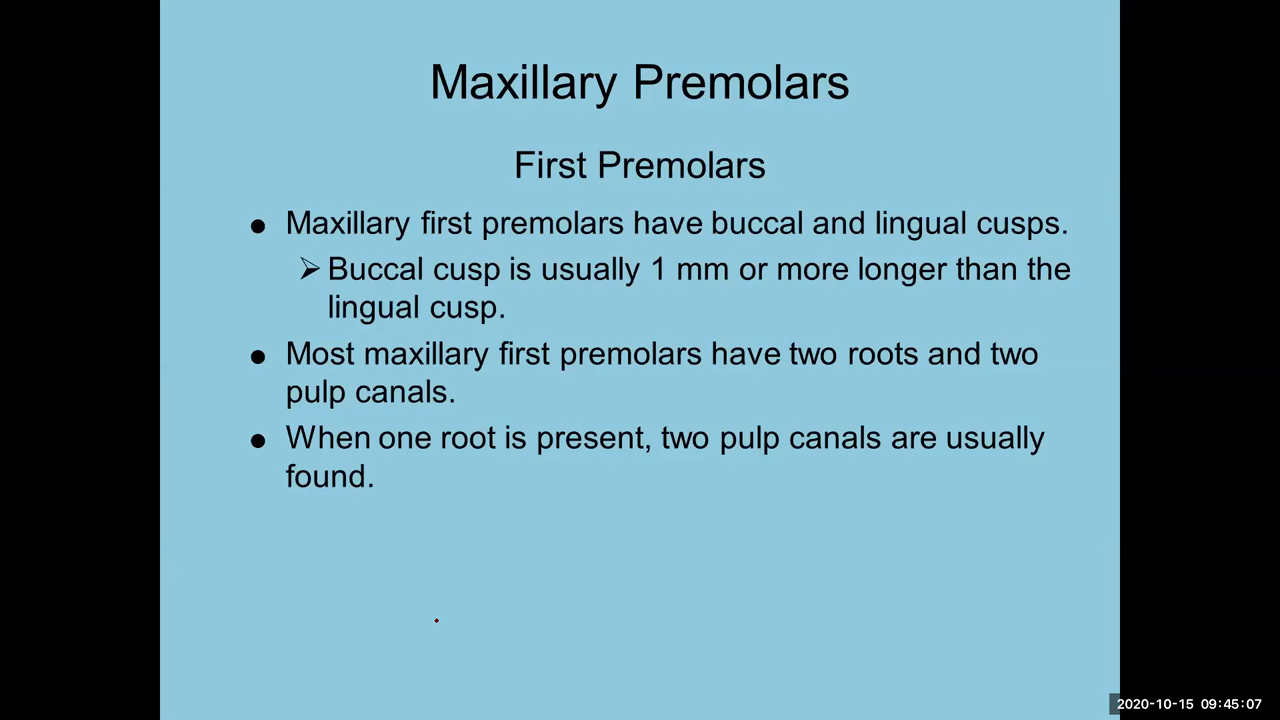 Maxillary Premolars
First Premolars
● Maxillary first premolars have buccal and lingual cusps.
➢ Buccal cusp is usually 1 mm or more longer than the
lingual cusp.
● Most maxillary first premolars have two roots and two
pulp canals.
● When one root is present, two pulp canals are usually
found.
2020-10-15 09:45:07